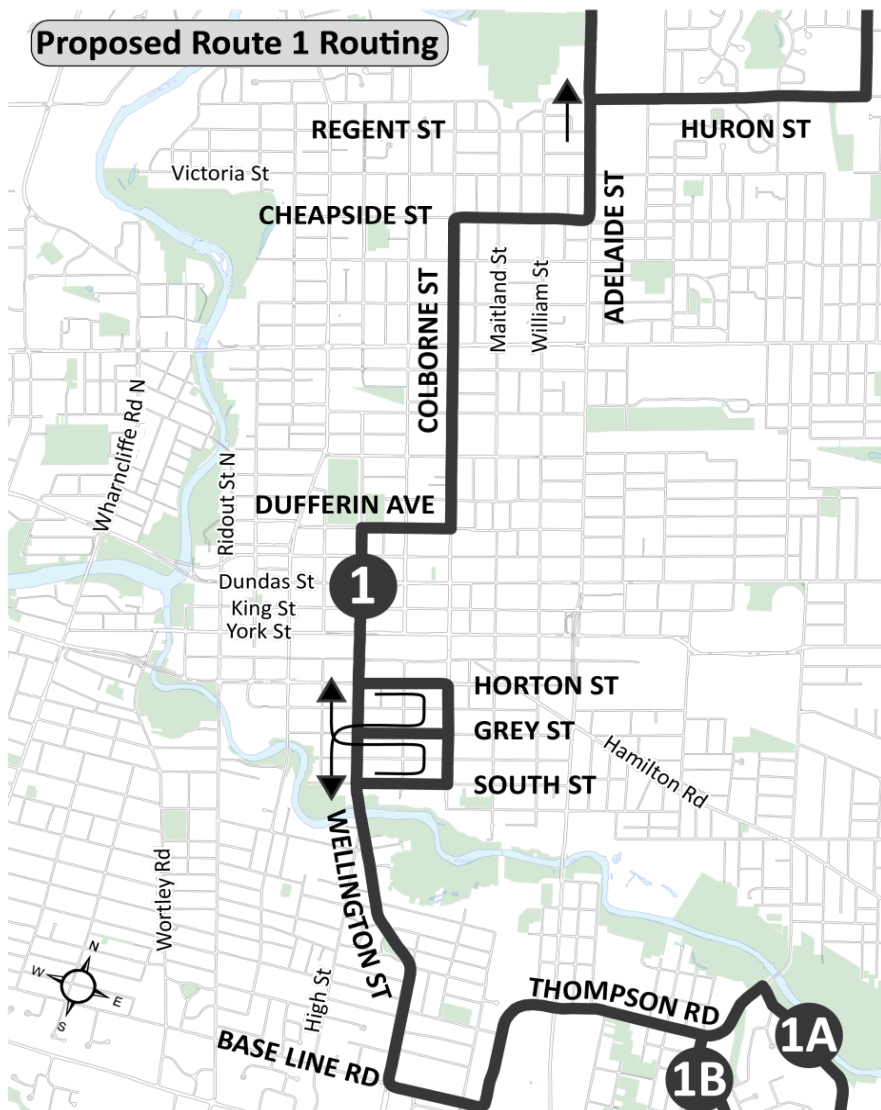 Proposed Route 1 Routing
REGENT ST
HURON ST
Victoria St
CHEAPSIDE ST
ADELAIDE ST
Maitland St
William St
COLBORNE ST
Wharncliffe Rd N
Ridout St N
DUFFERIN AVE
1
Dundas St
King St
York St
HORTON ST
GREY ST
SOUTH ST
Hamilton Rd
WELLINGTON ST
Wortley Rd
N
W
E
S
High St
THOMPSON RD
BASE LINE RD
1A
1B